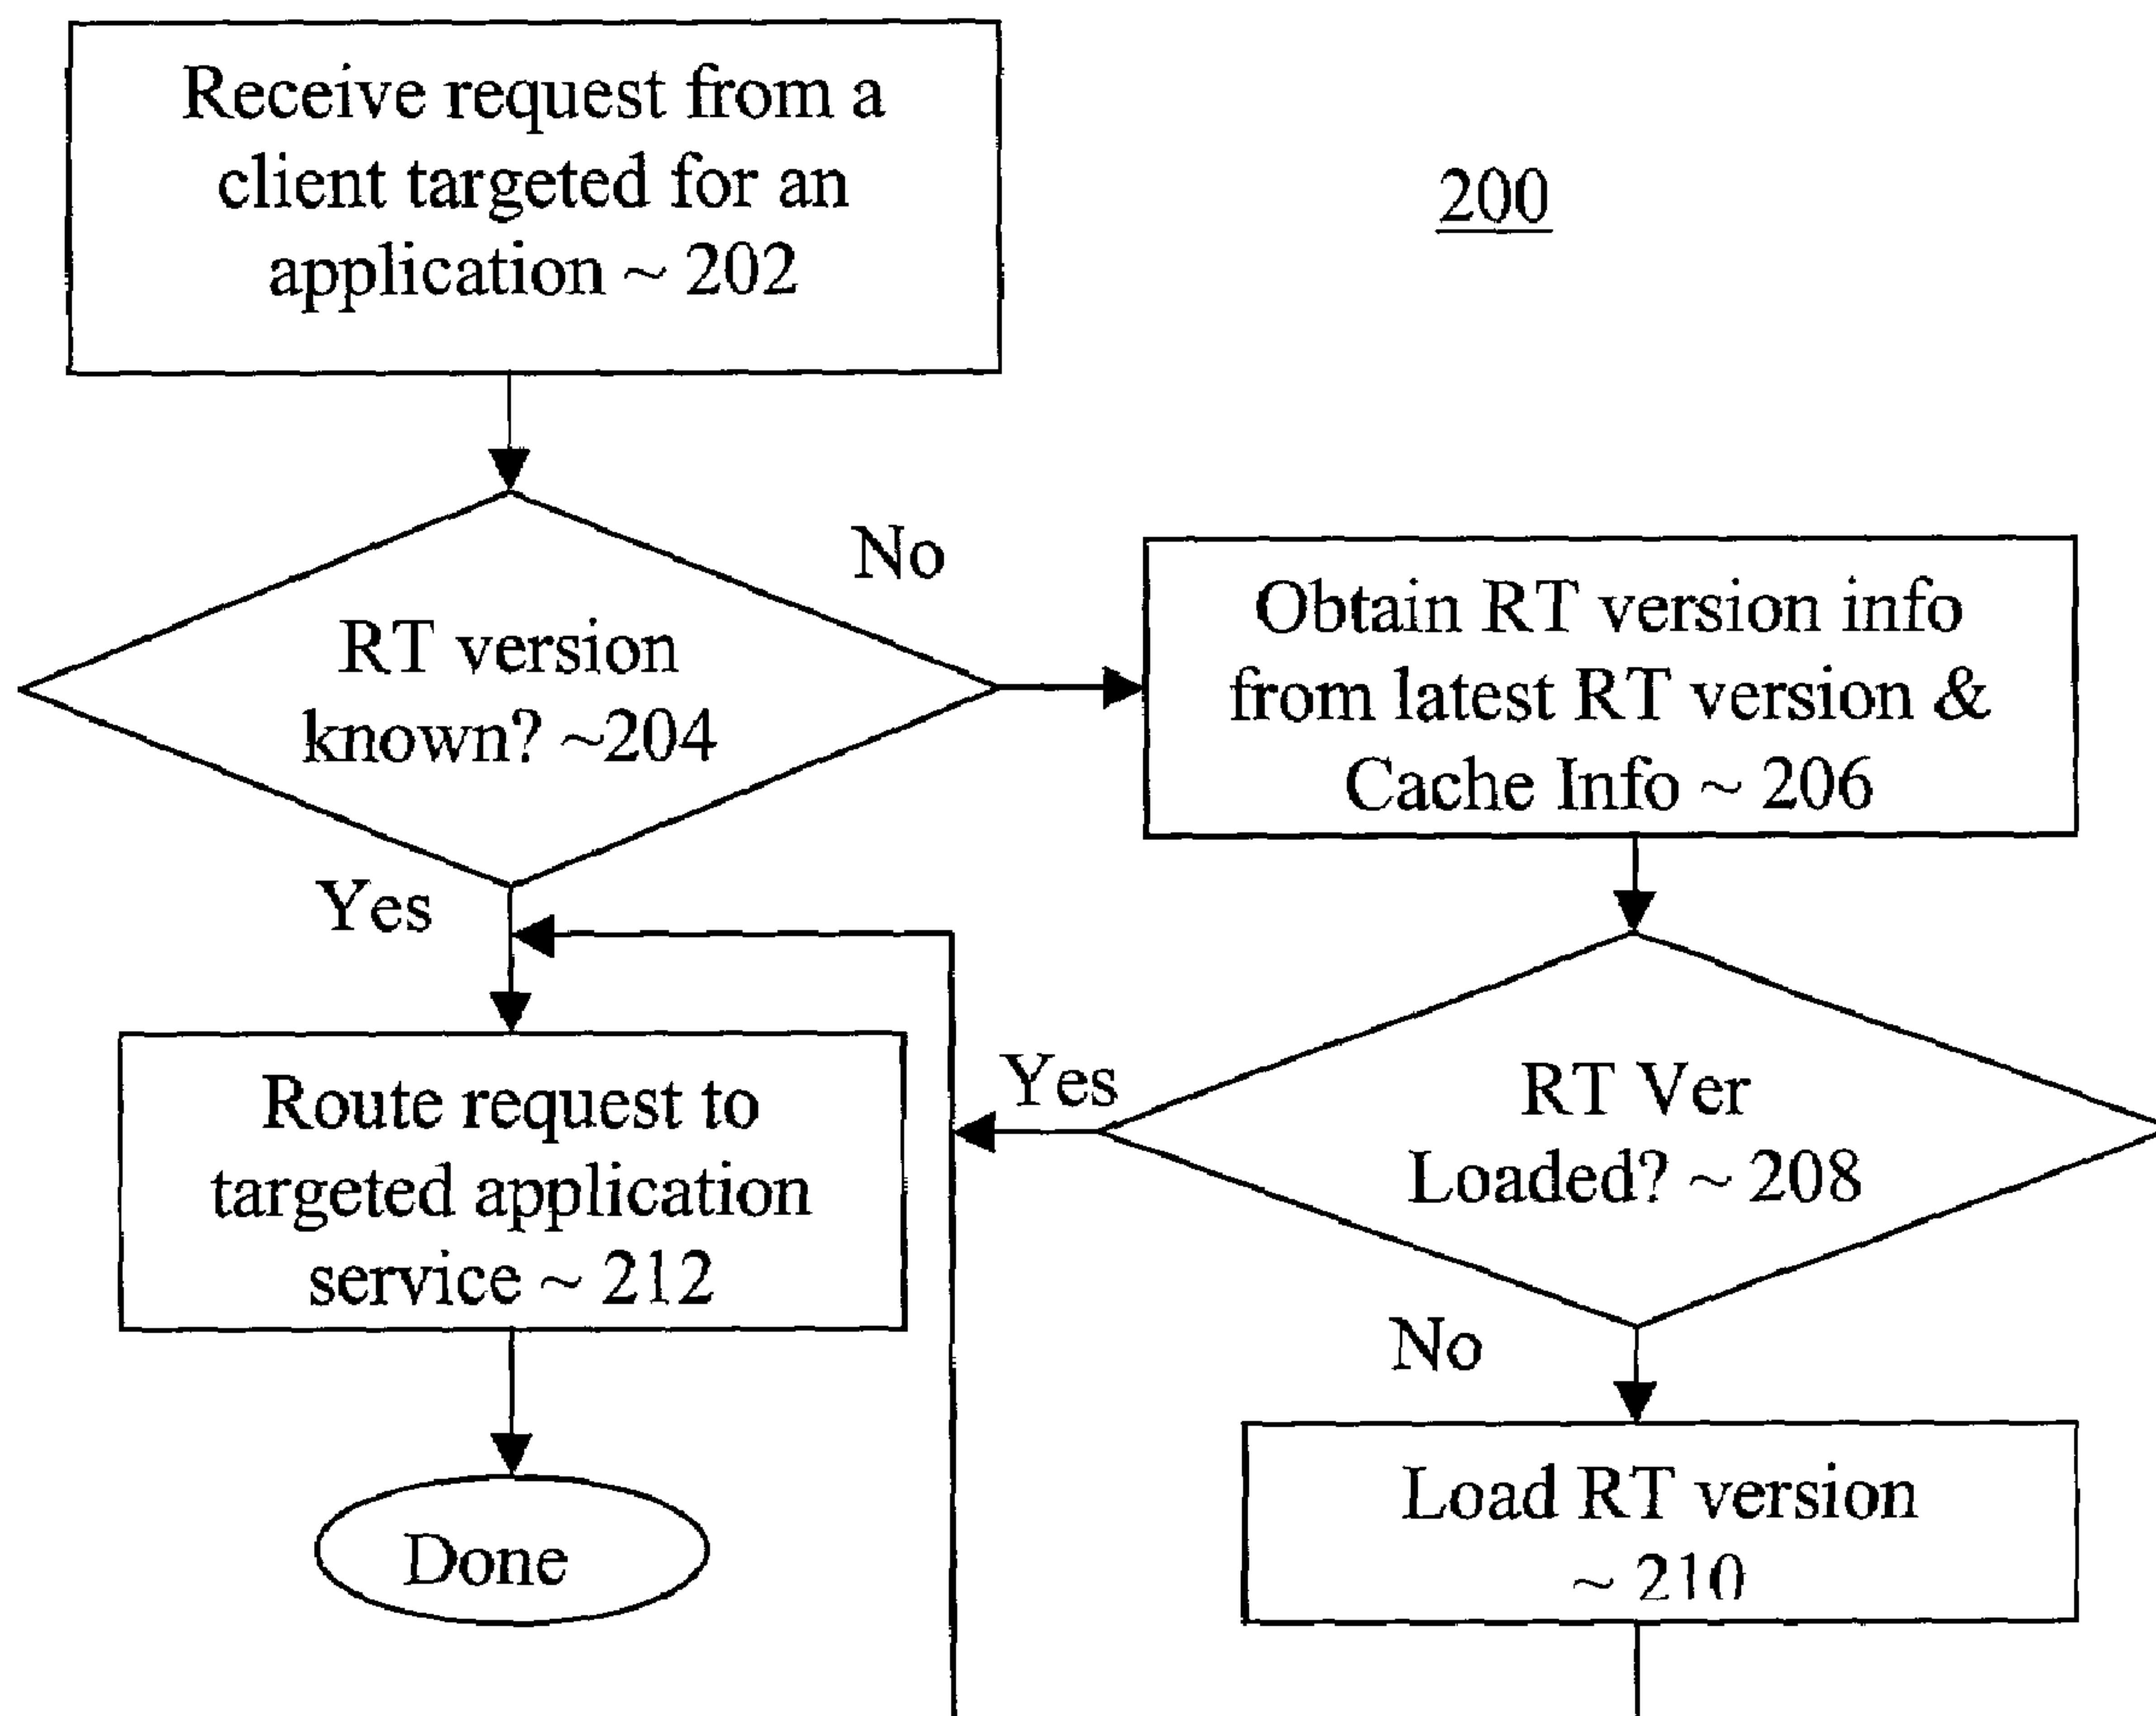 Receive request from a
client targeted for an
application ~ 202
200
RT version
known? ~204
No
Obtain RT version info
from latest RT version &
Cache Info ~ 206
Yes
Route request to
targeted application
service ~ 212
Yes
RT Ver
Loaded? ~ 208
No
Load RT version
~ 210
Done